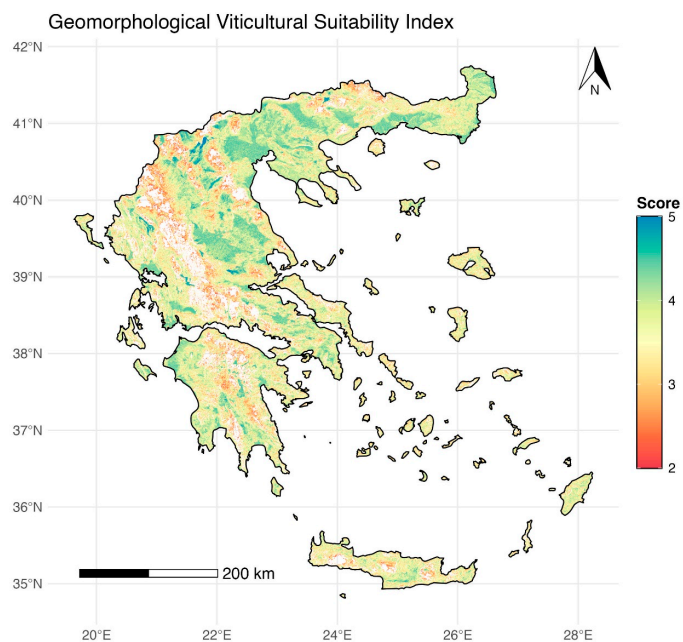 Geomorphological Viticultural Suitability Index
42°N
41°N
40°N
39°N
38°N
37°N
36°N
35°N
N
Score
5
4
3
2
200 km
20°E
22°E
24°E
26°E
28°E